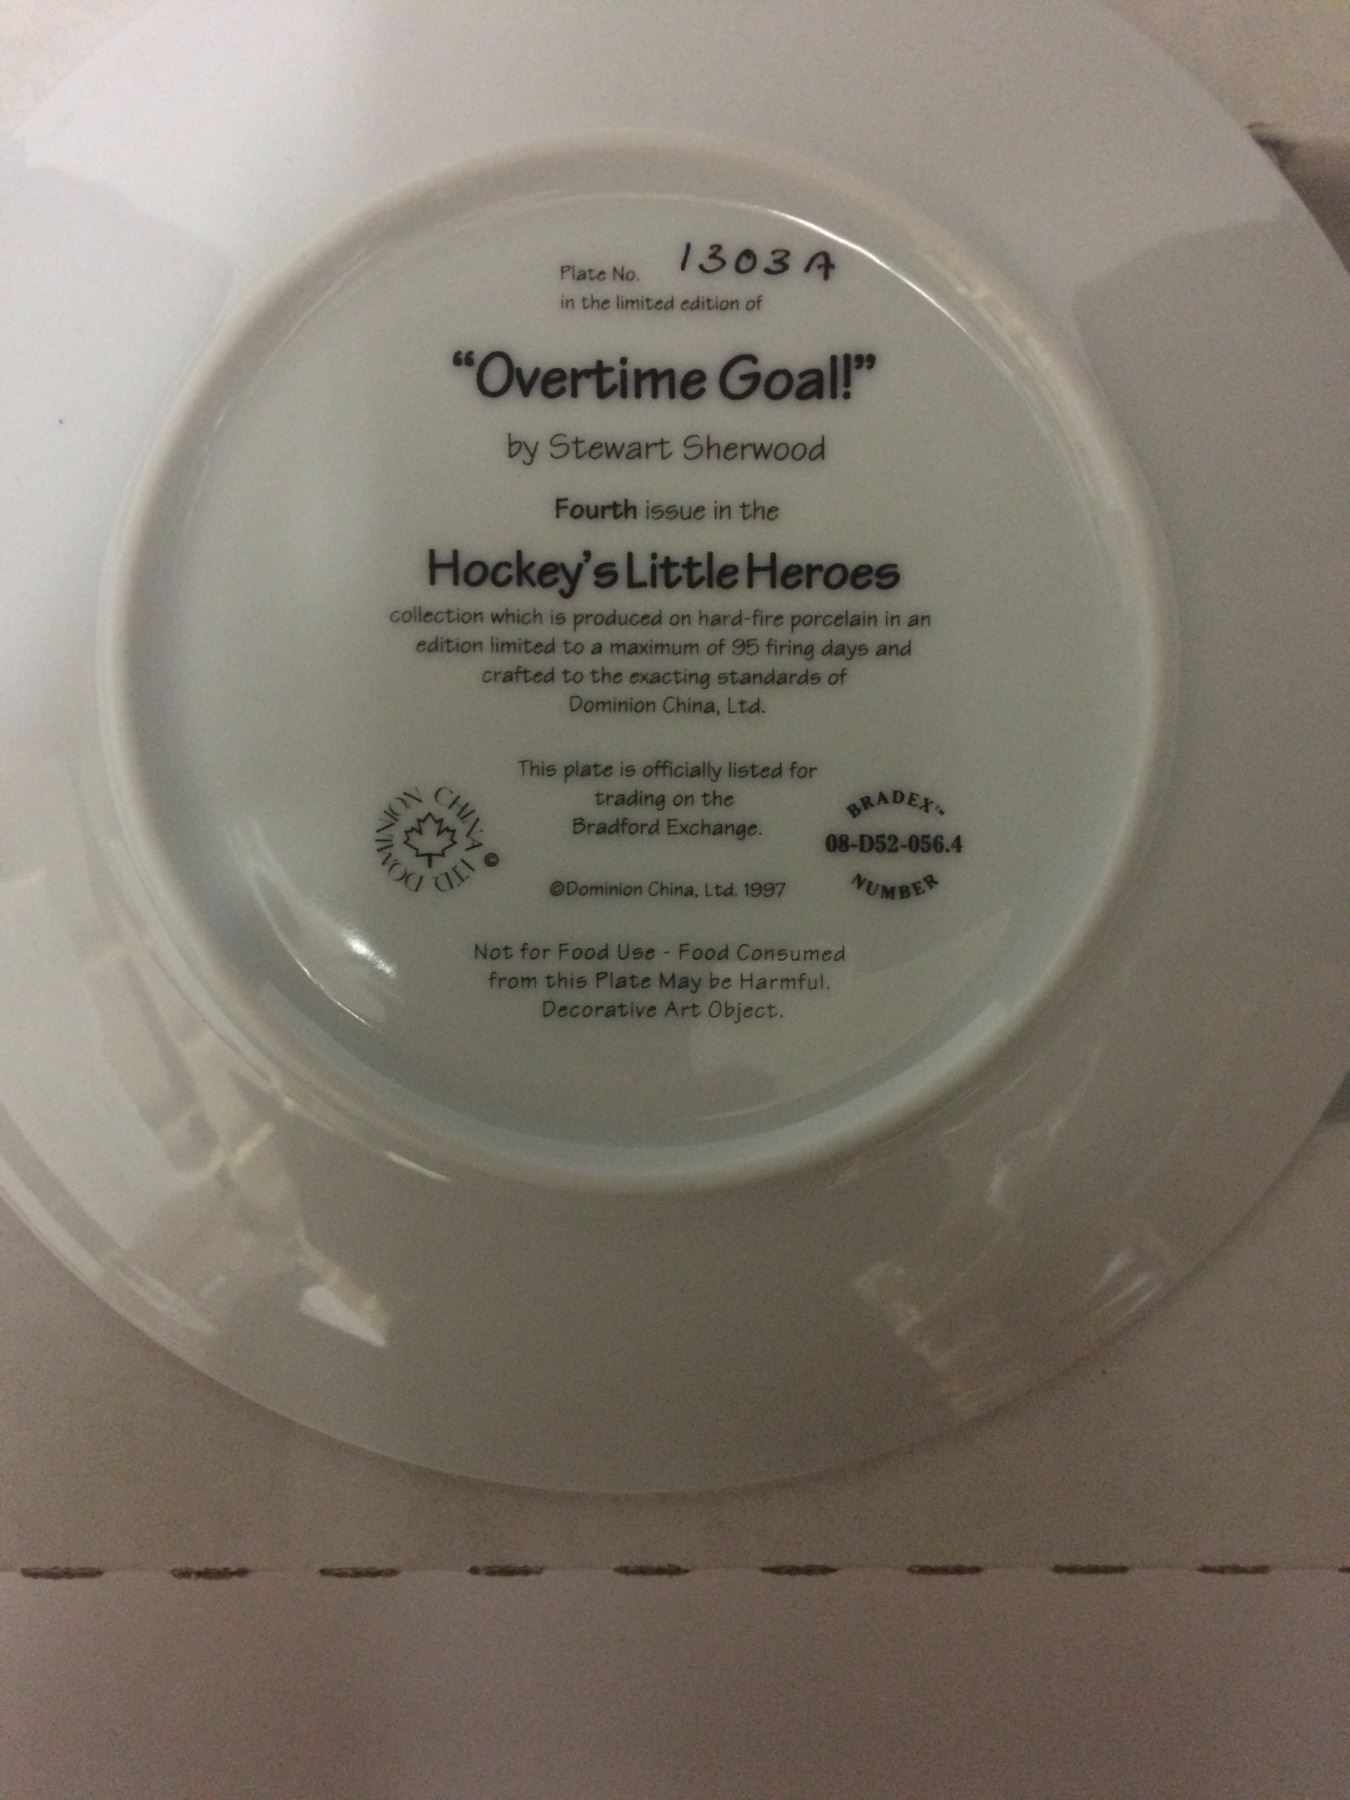 Plate No. 1303A
in the limited edition of
“Overtime Goal!”
by Stewart Sherwood
Fourth issue in the
Hockey’s Little Heroes
collection which is produced on hard-fire porcelain in an
edition limited to a maximum of 95 firing days and
crafted to the exacting standards of
Dominion China, Ltd.
This plate is officially listed for
trading on the
Bradford Exchange.
DOMINION CHINA LTD. ©
BRADEX™
08-D52-056.4
NUMBER
©Dominion China, Ltd. 1997
Not for Food Use - Food Consumed
from this Plate May be Harmful.
Decorative Art Object.